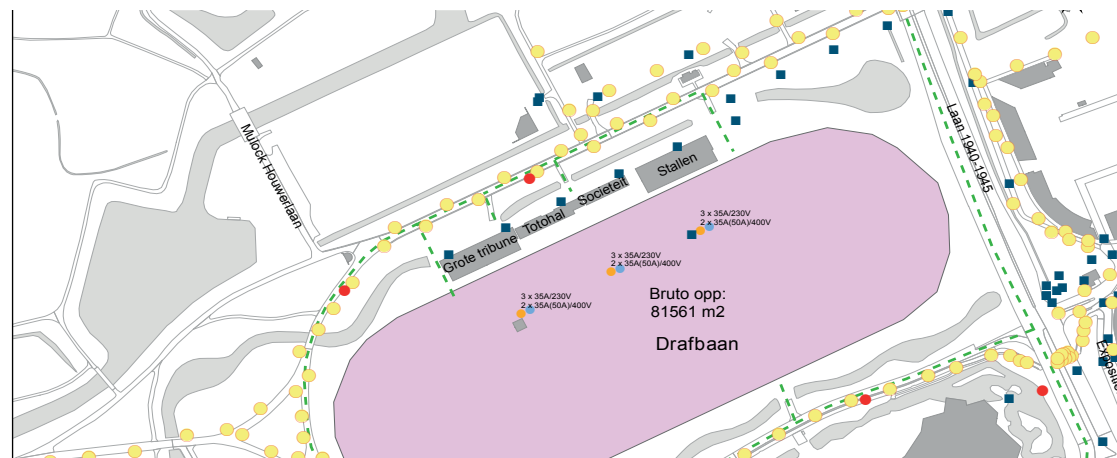 Mulock Houwerlaan
Laan 1940-1945
Stallen
Societeit
Totohal
Grote tribune
3 x 35A/230V
2 x 35A(50A)/400V
3 x 35A/230V
2 x 35A(50A)/400V
3 x 35A/230V
2 x 35A(50A)/400V
Bruto opp:
81561 m2
Drafbaan